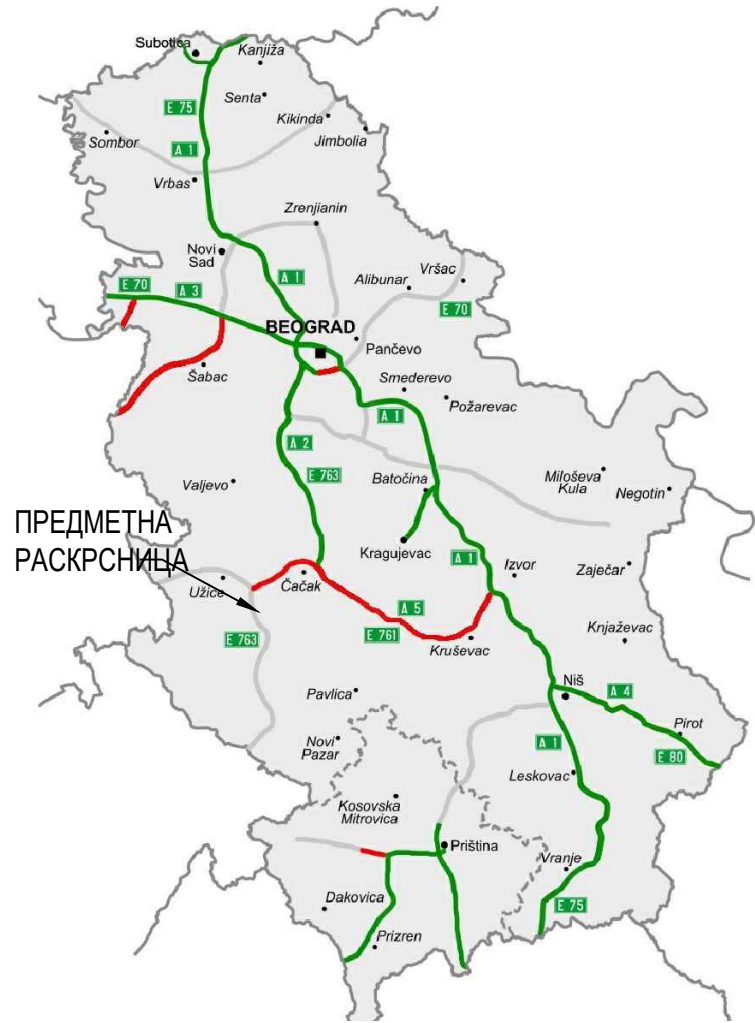 Subotica
Kanjiža
E 75
Senta
Kikinda
Sombor
Jimbolia
A 1
Vrbas
Zrenjianin
Novi
Sad
A 1
Alibunar
Vršac
E 70
A 3
E 70
BEOGRAD
Pančevo
Šabac
Smederevo
Požarevac
A 1
A 2
E 763
Valjevo
Batočina
Miloševa
Kula
Negotin
ПРЕДМЕТНА
РАСКРСНИЦА
Kragujevac
A 1
Izvor
Zaječar
Užice
Čačak
A 5
E 763
E 761
Kruševac
Knjaževac
Niš
A 4
Pavlica
Pirot
Novi
Pazar
A 1
E 80
Leskovac
Kosovska
Mitrovica
Priština
Vranje
Dakovica
E 75
Prizren